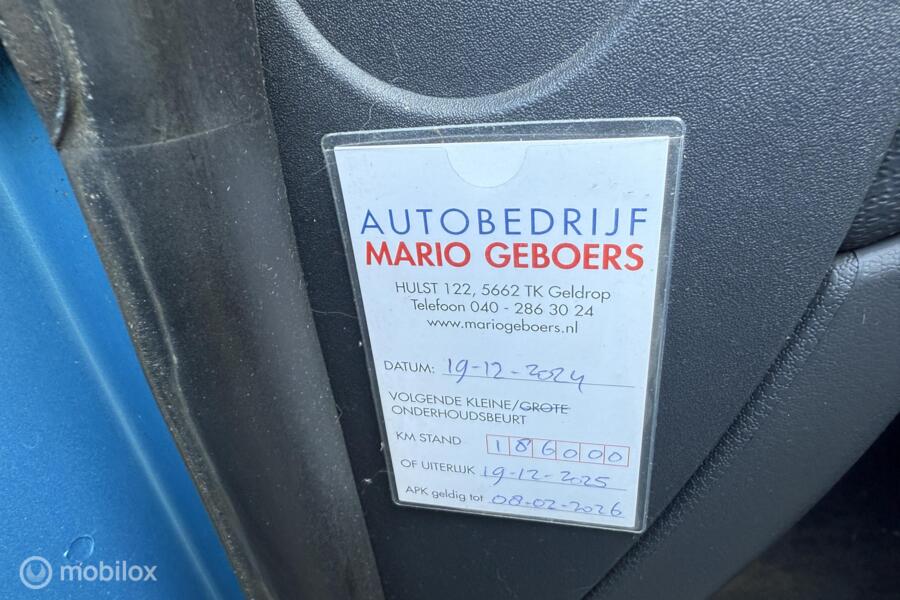 AUTOBEDRIJF
MARIO GEBOERS
HULST 122, 5662 TK Geldrop
Telefoon 040 - 286 30 24
www.mariogeboers.nl
DATUM: 19-12-2024
VOLGENDE KLEINE/GROTE
ONDERHOUDSBEURT
KM STAND 186000
OF UITERLIJK 19-12-2025
APK geldig tot 08-02-2026
mobilox